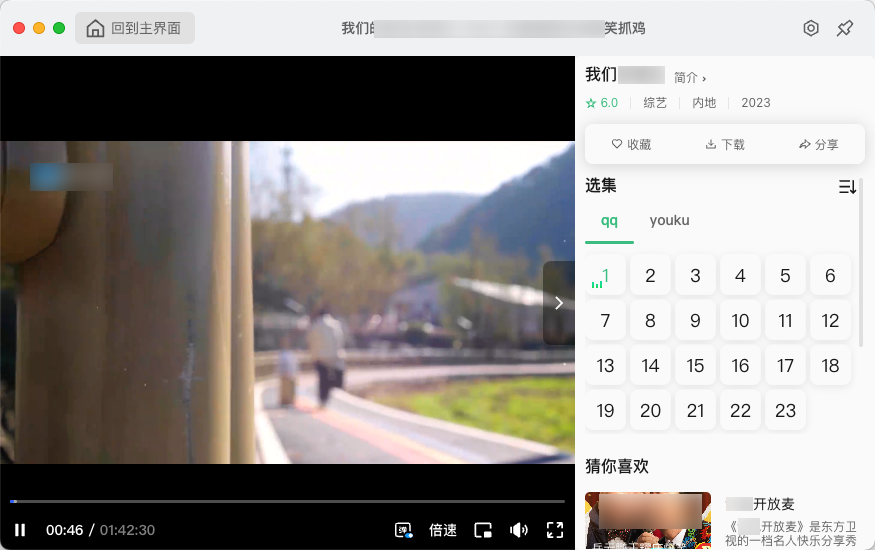 回到主界面
我们的
笑抓鸡
我们
简介 ›
6.0
综艺
内地
2023
收藏
下载
分享
选集
qq
youku
1
2
3
4
5
6
7
8
9
10
11
12
13
14
15
16
17
18
19
20
21
22
23
猜你喜欢
开放麦
《
开放麦》是东方卫
视的一档名人快乐分享秀
00:46 / 01:42:30
弹
倍速